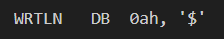 WRTLN   DB  0ah, '$'